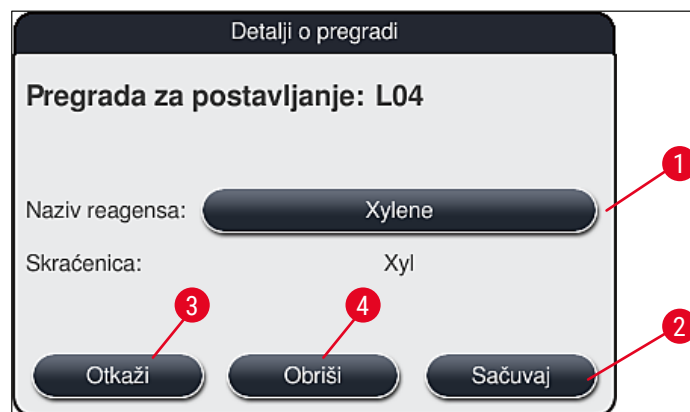 Detalji o pregradi
Pregrada za postavljanje: L04
1
Naziv reagensa: Xylene
Skraćenica: Xyl
3 4
2
Otkaži Obriši Sačuvaj